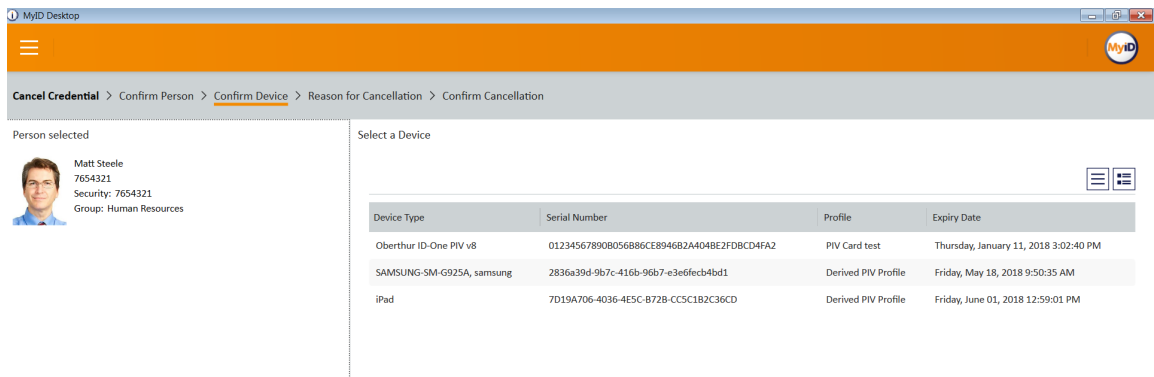 MyID Desktop
MyID
Cancel Credential > Confirm Person > Confirm Device > Reason for Cancellation > Confirm Cancellation
Person selected
Matt Steele
7654321
Security: 7654321
Group: Human Resources
Select a Device
Device Type Serial Number Profile Expiry Date
Oberthur ID-One PIV v8 01234567890B056B86CE8946B2A404BE2FDBCD4FA2 PIV Card test Thursday, January 11, 2018 3:02:40 PM
SAMSUNG-SM-G925A, samsung 2836a39d-9b7c-416b-96b7-e3e6fecb4bd1 Derived PIV Profile Friday, May 18, 2018 9:50:35 AM
iPad 7D19A706-4036-4E5C-B72B-CC5C1B2C36CD Derived PIV Profile Friday, June 01, 2018 12:59:01 PM